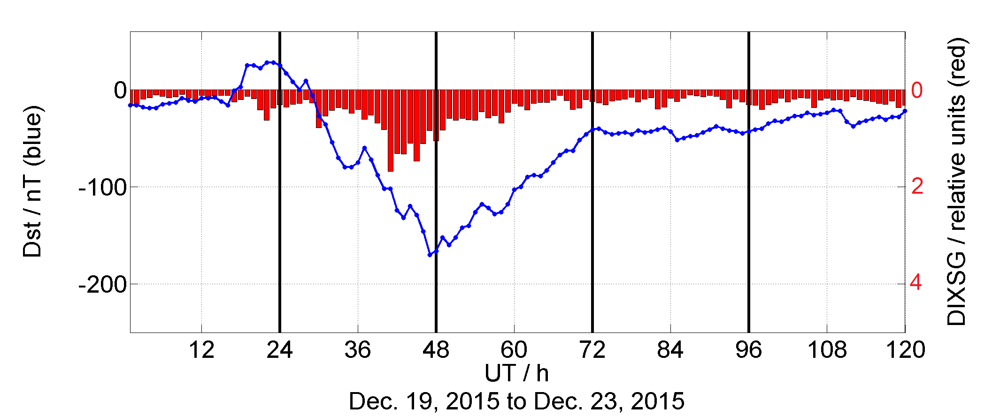 Dst / nT (blue)
0
-100
-200
0
2
4
DIXSG / relative units (red)
12 24 36 48 60 72 84 96 108 120
UT / h
Dec. 19, 2015 to Dec. 23, 2015